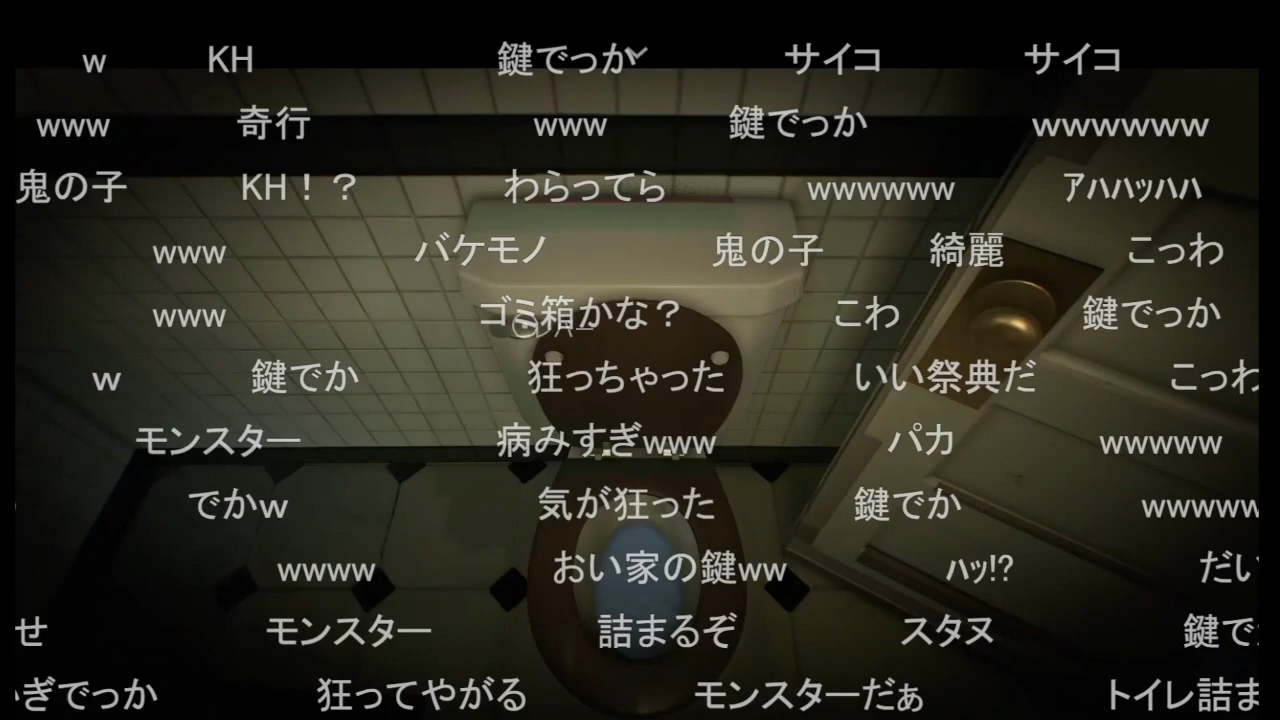 w KH 鍵でっか サイコ サイコ
www 奇行 www 鍵でっか wwwwww
鬼の子 KH！？ わらってら wwwwww ｱﾊﾊｯﾊﾊ
www バケモノ 鬼の子 綺麗 こっわ
www ゴミ箱かな？ こわ 鍵でっか
w 鍵でか 狂っちゃった いい祭典だ こっわ
モンスター 病みすぎwww パカ wwwww
でかw 気が狂った 鍵でか wwwww
wwww おい家の鍵ww ﾊｯ!? だい
せ モンスター 詰まるぞ スタヌ 鍵で
ぎでっか 狂ってやがる モンスターだぁ トイレ詰ま